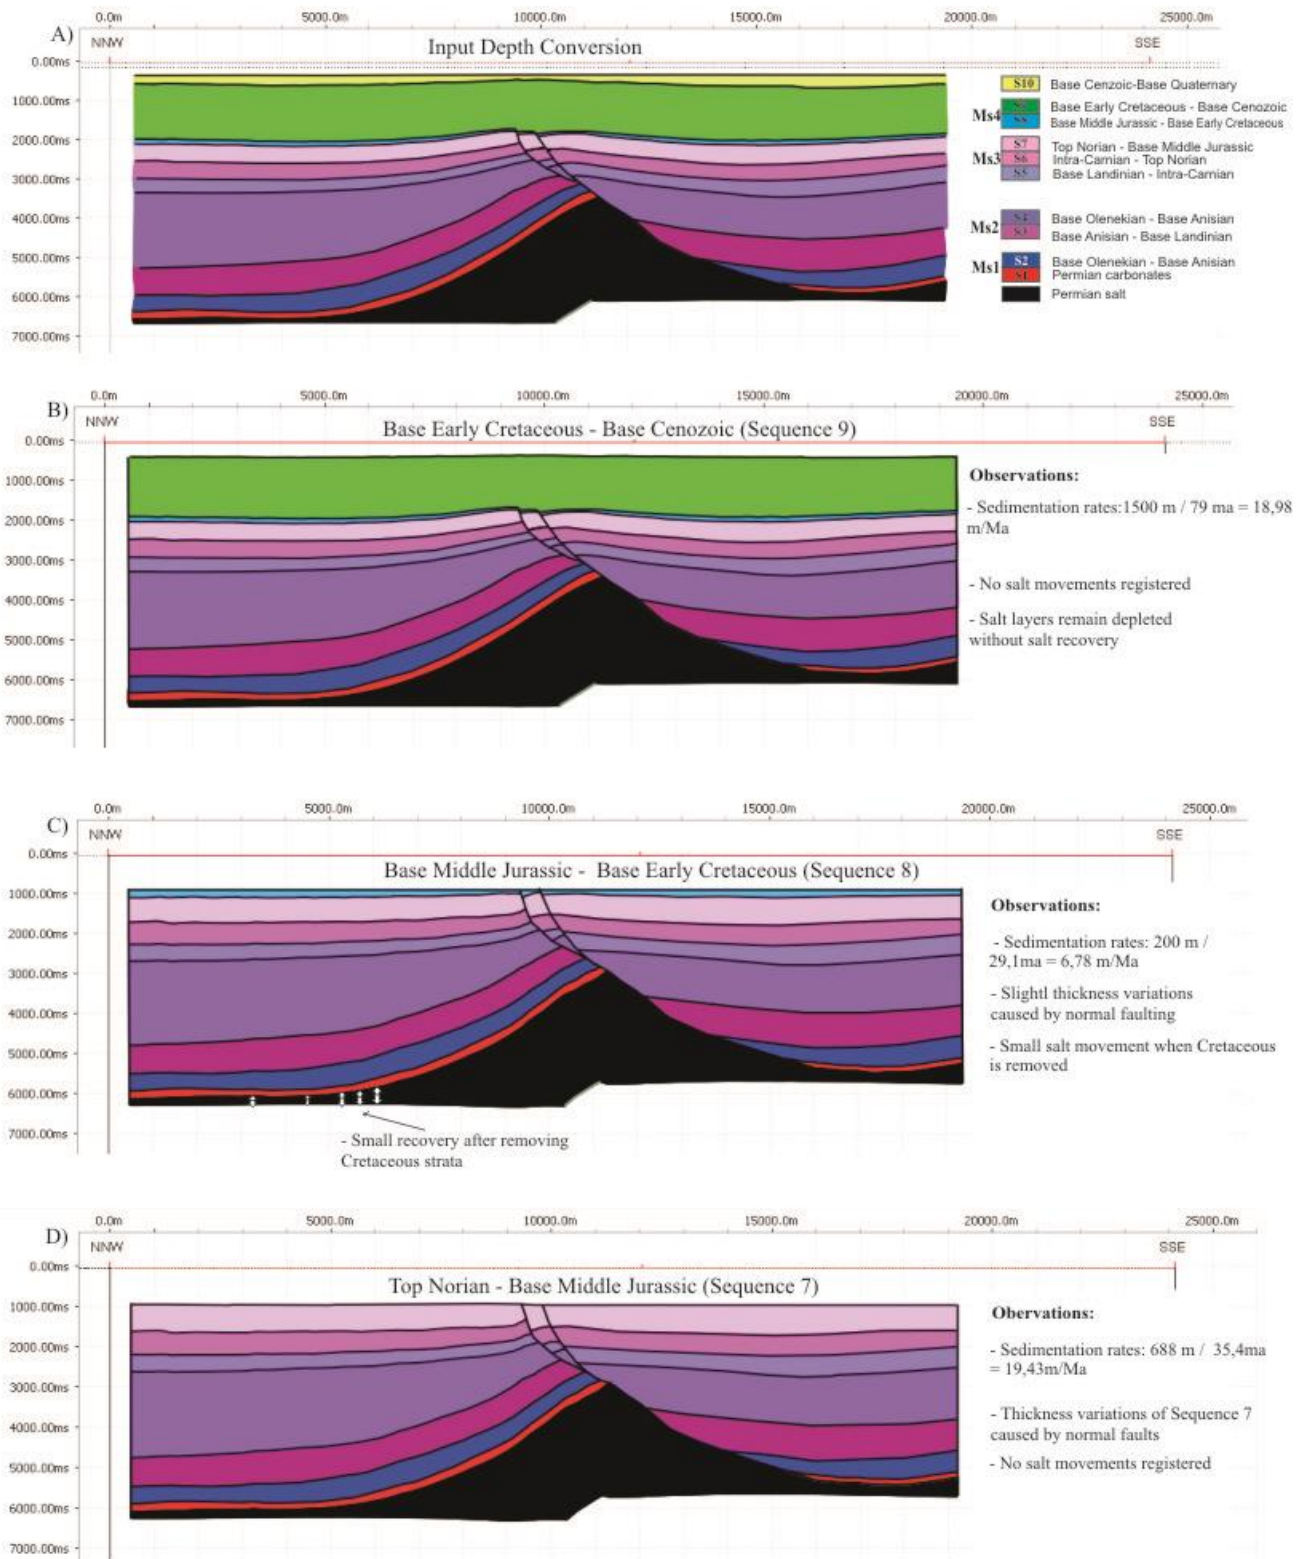 0.0m 5000.0m 10000.0m 15000.0m 20000.0m 25000.0m
A)
NNW
SSE
Input Depth Conversion
0.00ms
1000.00ms
2000.00ms
3000.00ms
4000.00ms
5000.00ms
6000.00ms
7000.00ms
S10 Base Cenzoic-Base Quaternary
Ms4
S9 Base Early Cretaceous - Base Cenozoic
S8 Base Middle Jurassic - Base Early Cretaceous
Ms3
S7 Top Norian - Base Middle Jurassic
S6 Intra-Carnian - Top Norian
S5 Base Landinian - Intra-Carnian
Ms2
S4 Base Olenekian - Base Anisian
S3 Base Anisian - Base Landinian
Ms1
S2 Base Olenekian - Base Anisian
S1 Permian carbonates
Permian salt
0.0m 5000.0m 10000.0m 15000.0m 20000.0m 25000.0m
B)
NNW
SSE
Base Early Cretaceous - Base Cenozoic (Sequence 9)
0.00ms
1000.00ms
2000.00ms
3000.00ms
4000.00ms
5000.00ms
6000.00ms
7000.00ms
Observations:
- Sedimentation rates:1500 m / 79 ma = 18,98
m/Ma
- No salt movements registered
- Salt layers remain depleted
without salt recovery
0.0m 5000.0m 10000.0m 15000.0m 20000.0m 25000.0m
C)
NNW
SSE
Base Middle Jurassic - Base Early Cretaceous (Sequence 8)
0.00ms
1000.00ms
2000.00ms
3000.00ms
4000.00ms
5000.00ms
6000.00ms
7000.00ms
Observations:
- Sedimentation rates: 200 m /
29,1ma = 6,78 m/Ma
- Slightl thickness variations
caused by normal faulting
- Small salt movement when Cretaceous
is removed
- Small recovery after removing
Cretaceous strata
0.0m 5000.0m 10000.0m 15000.0m 20000.0m 25000.0m
D)
NNW
SSE
Top Norian - Base Middle Jurassic (Sequence 7)
0.00ms
1000.00ms
2000.00ms
3000.00ms
4000.00ms
5000.00ms
6000.00ms
7000.00ms
Obervations:
- Sedimentation rates: 688 m / 35,4ma
= 19,43m/Ma
- Thickness variations of Sequence 7
caused by normal faults
- No salt movements registered